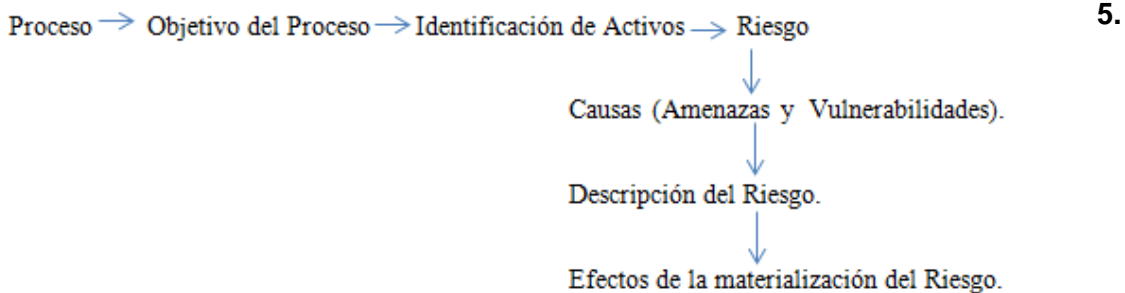 Proceso → Objetivo del Proceso → Identificación de Activos → Riesgo
5.
Causas (Amenazas y Vulnerabilidades).
Descripción del Riesgo.
Efectos de la materialización del Riesgo.